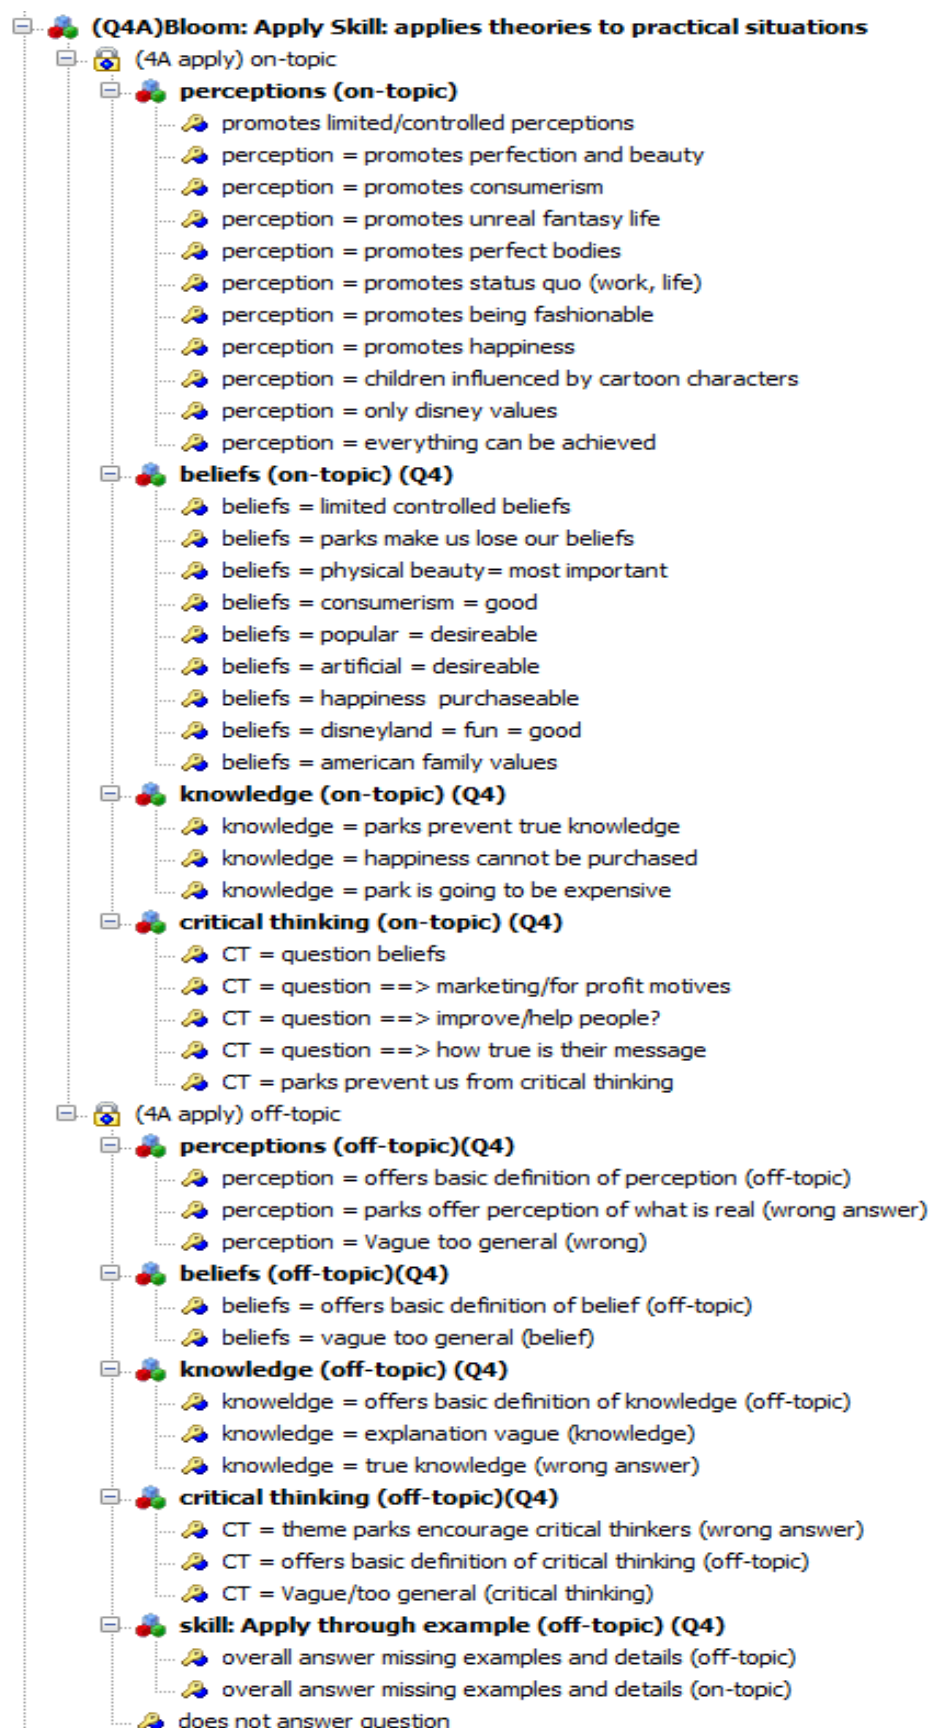 (Q4A)Bloom: Apply Skill: applies theories to practical situations
(4A apply) on-topic
perceptions (on-topic)
promotes limited/controlled perceptions
perception = promotes perfection and beauty
perception = promotes consumerism
perception = promotes unreal fantasy life
perception = promotes perfect bodies
perception = promotes status quo (work, life)
perception = promotes being fashionable
perception = promotes happiness
perception = children influenced by cartoon characters
perception = only disney values
perception = everything can be achieved
beliefs (on-topic) (Q4)
beliefs = limited controlled beliefs
beliefs = parks make us lose our beliefs
beliefs = physical beauty= most important
beliefs = consumerism = good
beliefs = popular = desireable
beliefs = artificial = desireable
beliefs = happiness  purchaseable
beliefs = disneyland = fun = good
beliefs = american family values
knowledge (on-topic) (Q4)
knowledge = parks prevent true knowledge
knowledge = happiness cannot be purchased
knowledge = park is going to be expensive
critical thinking (on-topic) (Q4)
CT = question beliefs
CT = question ==> marketing/for profit motives
CT = question ==> improve/help people?
CT = question ==> how true is their message
CT = parks prevent us from critical thinking
(4A apply) off-topic
perceptions (off-topic)(Q4)
perception = offers basic definition of perception (off-topic)
perception = parks offer perception of what is real (wrong answer)
perception = Vague too general (wrong)
beliefs (off-topic)(Q4)
beliefs = offers basic definition of belief (off-topic)
beliefs = vague too general (belief)
knowledge (off-topic) (Q4)
knoweldge = offers basic definition of knowledge (off-topic)
knowledge = explanation vague (knowledge)
knowledge = true knowledge (wrong answer)
critical thinking (off-topic)(Q4)
CT = theme parks encourage critical thinkers (wrong answer)
CT = offers basic definition of critical thinking (off-topic)
CT = Vague/too general (critical thinking)
skill: Apply through example (off-topic) (Q4)
overall answer missing examples and details (off-topic)
overall answer missing examples and details (on-topic)
does not answer question